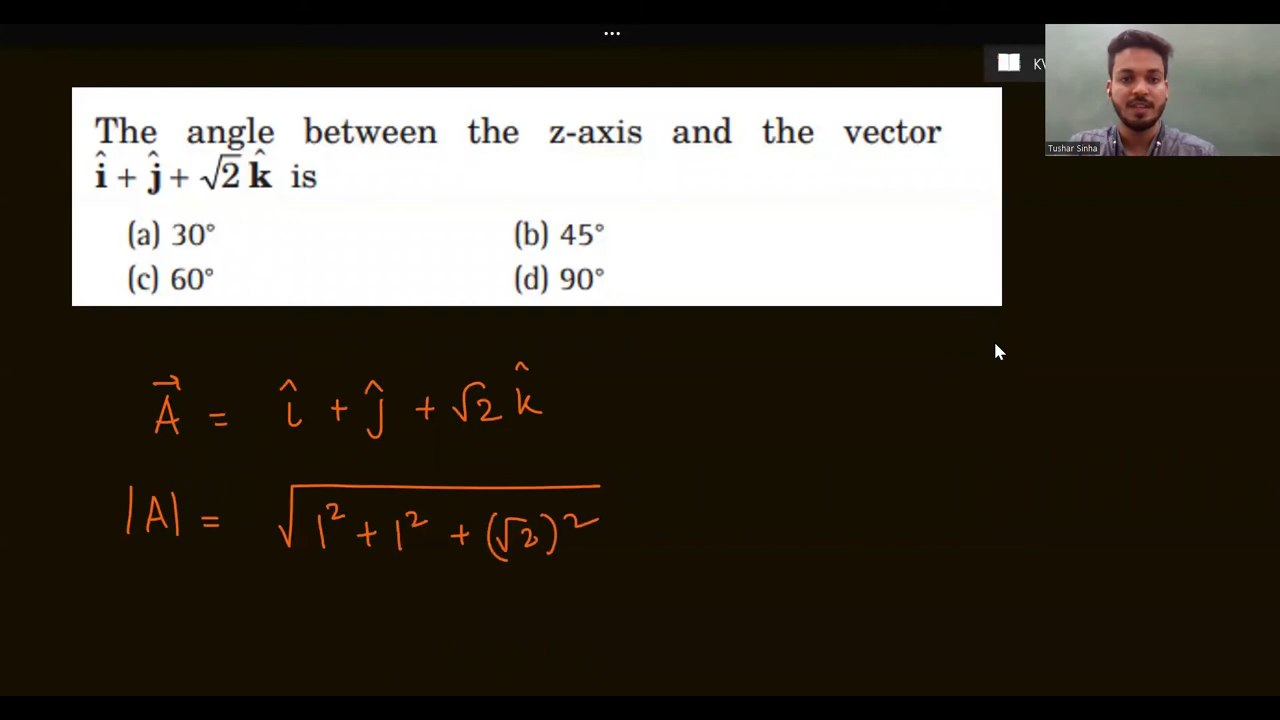 ...
KV
Tushar Sinha
The angle between the z-axis and the vector
î + ĵ + √2 k̂ is
(a) 30° (b) 45°
(c) 60° (d) 90°
A⃗ = î + ĵ + √2 k̂
|A| = √(1² + 1² + (√2)²)